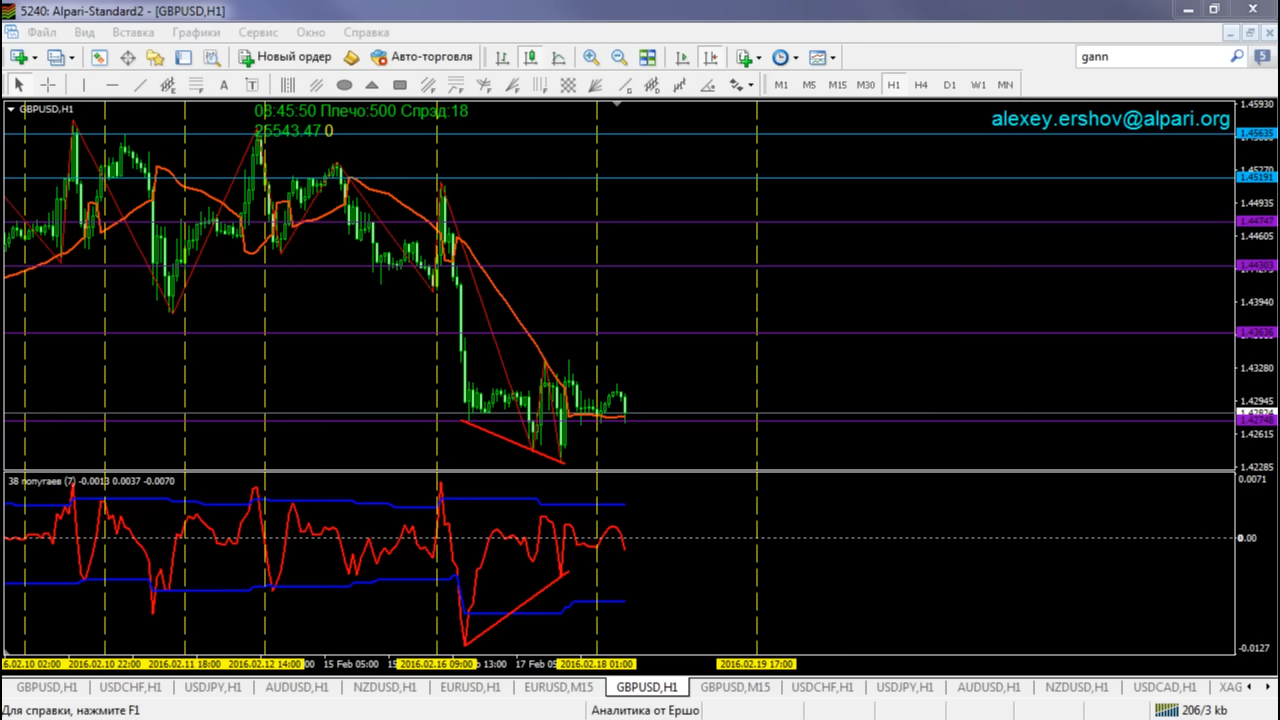 5240: Alpari-Standard2 - [GBPUSD,H1]
Файл Вид Вставка Графики Сервис Окно Справка
Новый ордер Авто-торговля gann 5
A T M1 M5 M15 M30 H1 H4 D1 W1 MN
GBPUSD,H1
08:45:50 Плечо:500 Спрэд:18
25543.47 0
alexey.ershov@alpari.org
1.45930
1.45635
1.45191
1.44935
1.44747
1.44605
1.44303
1.43940
1.43636
1.43280
1.42945
1.42824
1.42748
1.42615
1.42285
38 попугаев (7) -0.0013 0.0037 -0.0070
0.0071
0.00
-0.0127
2016.02.10 22:00 2016.02.11 18:00 2016.02.12 14:00 15 Feb 05:00 2016.02.16 09:00 13:00 17 Feb 2016.02.18 01:00 2016.02.19 17:00
GBPUSD,H1 USDCHF,H1 USDJPY,H1 AUDUSD,H1 NZDUSD,H1 EURUSD,H1 EURUSD,M15 GBPUSD,H1 GBPUSD,M15 USDCHF,H1 USDJPY,H1 AUDUSD,H1 NZDUSD,H1 USDCAD,H1 XAG
Для справки, нажмите F1 Аналитика от Ершо 206/3 kb